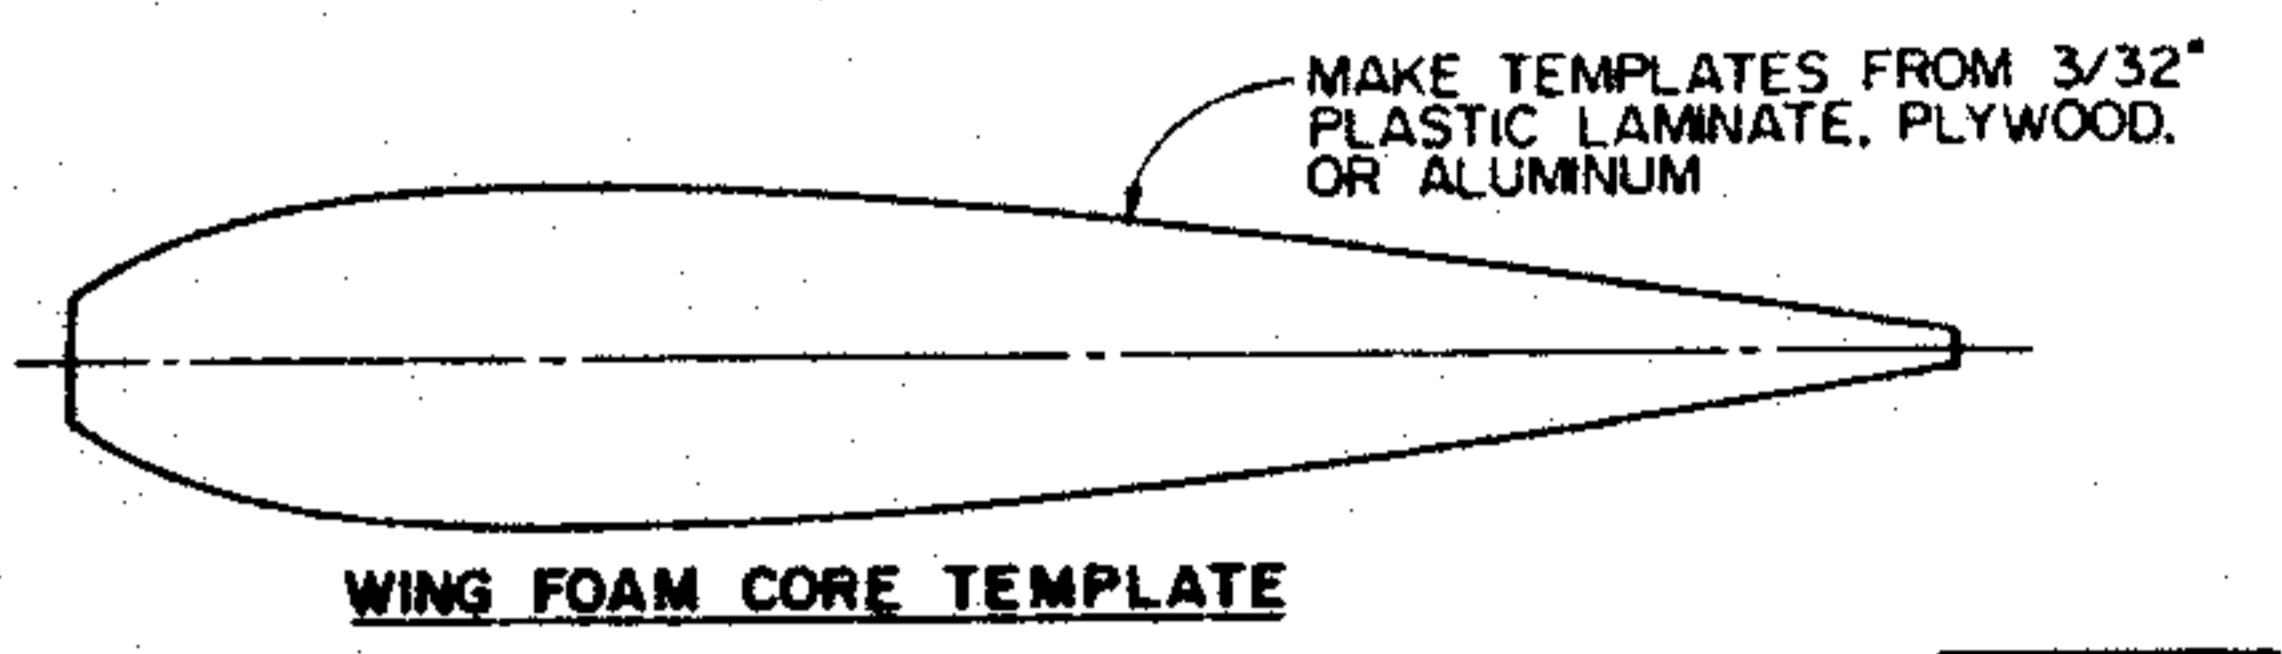 MAKE TEMPLATES FROM 3/32"
PLASTIC LAMINATE, PLYWOOD,
OR ALUMINUM
WING FOAM CORE TEMPLATE